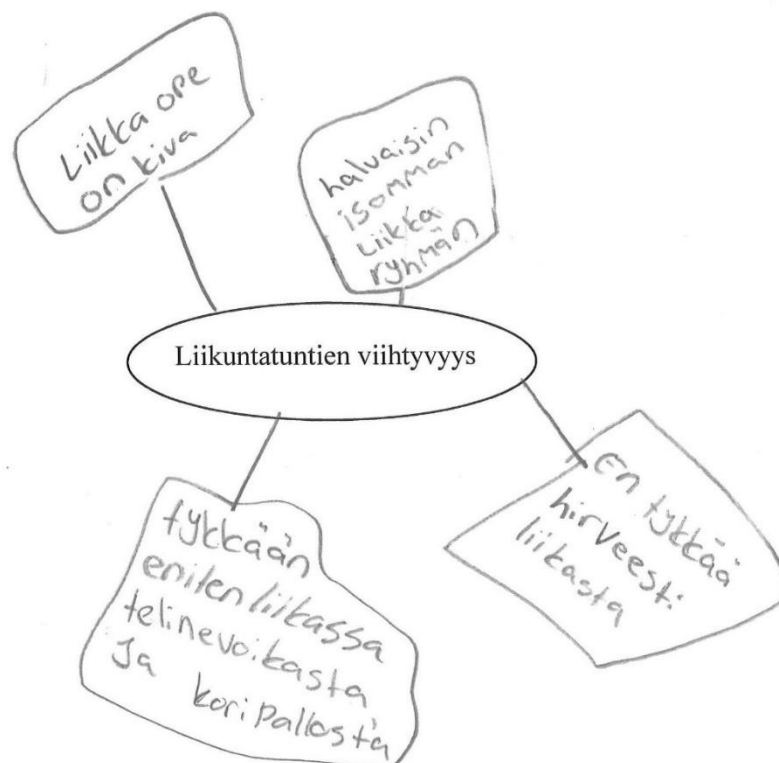 Liikka ope
on kiva
haluaisin
isomman
Liikka
ryhmän
Liikuntatuntien viihtyvyys
tykkään
eniten liikassa
telinevoikasta
Ja koripallosta
En tykkää
hirveesti
liikasta